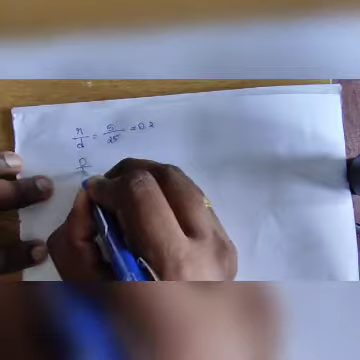 r/d = 5/25 = 0.2
D